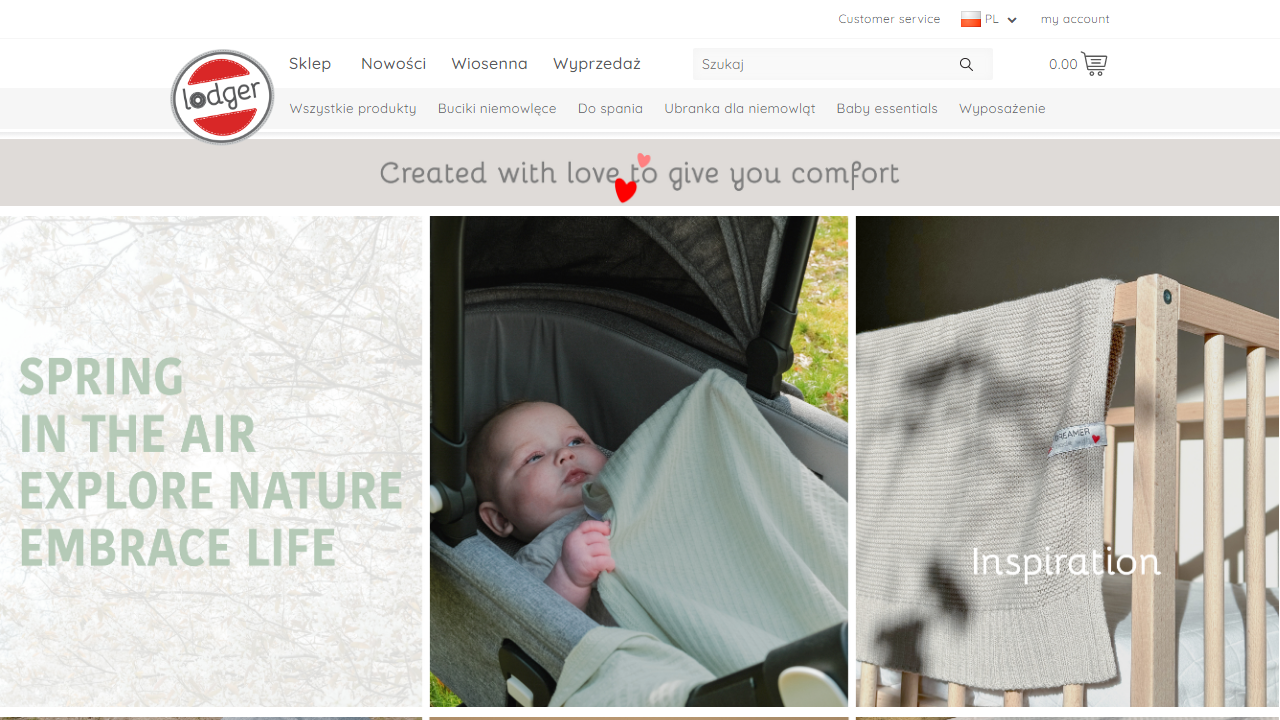 Customer service PL my account
lodger
Sklep Nowości Wiosenna Wyprzedaż Szukaj 0.00
Wszystkie produkty Buciki niemowlęce Do spania Ubranka dla niemowląt Baby essentials Wyposażenie
Created with love to give you comfort
SPRING
IN THE AIR
EXPLORE NATURE
EMBRACE LIFE
DREAMER
Inspiration